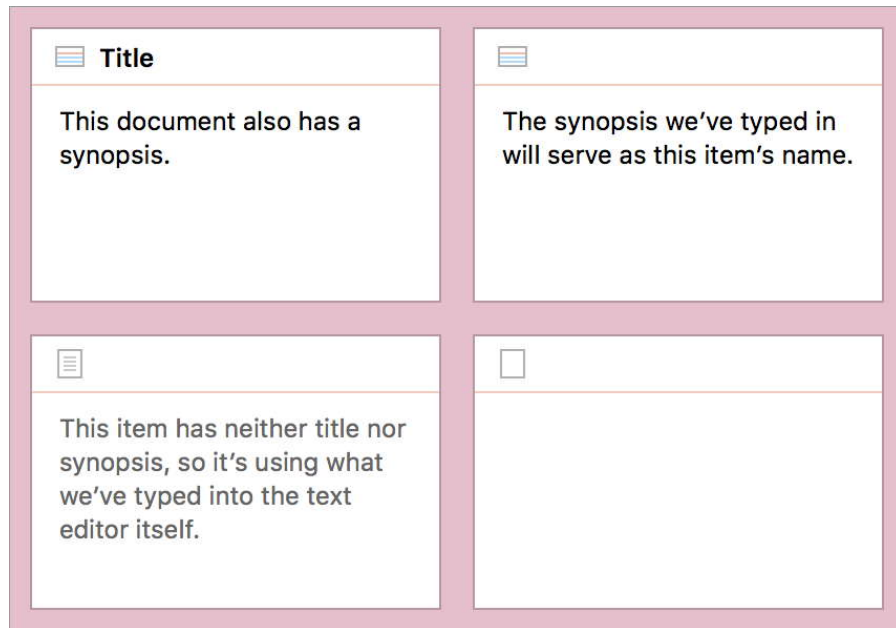 Title
This document also has a
synopsis.
The synopsis we’ve typed in
will serve as this item’s name.
This item has neither title nor
synopsis, so it’s using what
we’ve typed into the text
editor itself.